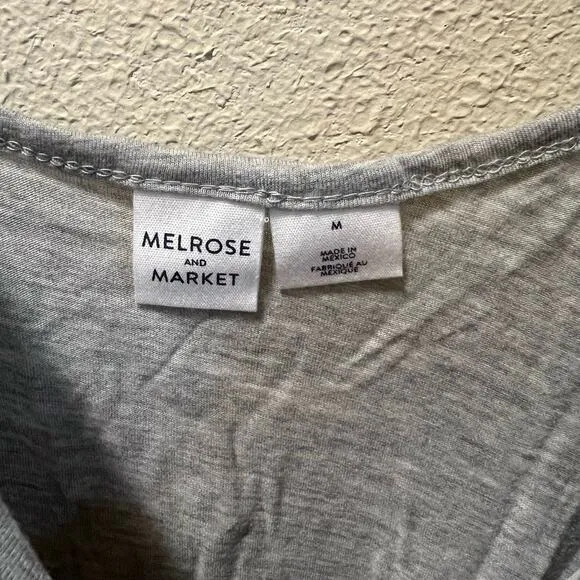 MELROSE
AND
MARKET
M
MADE IN
MEXICO
FABRIQUÉ AU
MEXIQUE